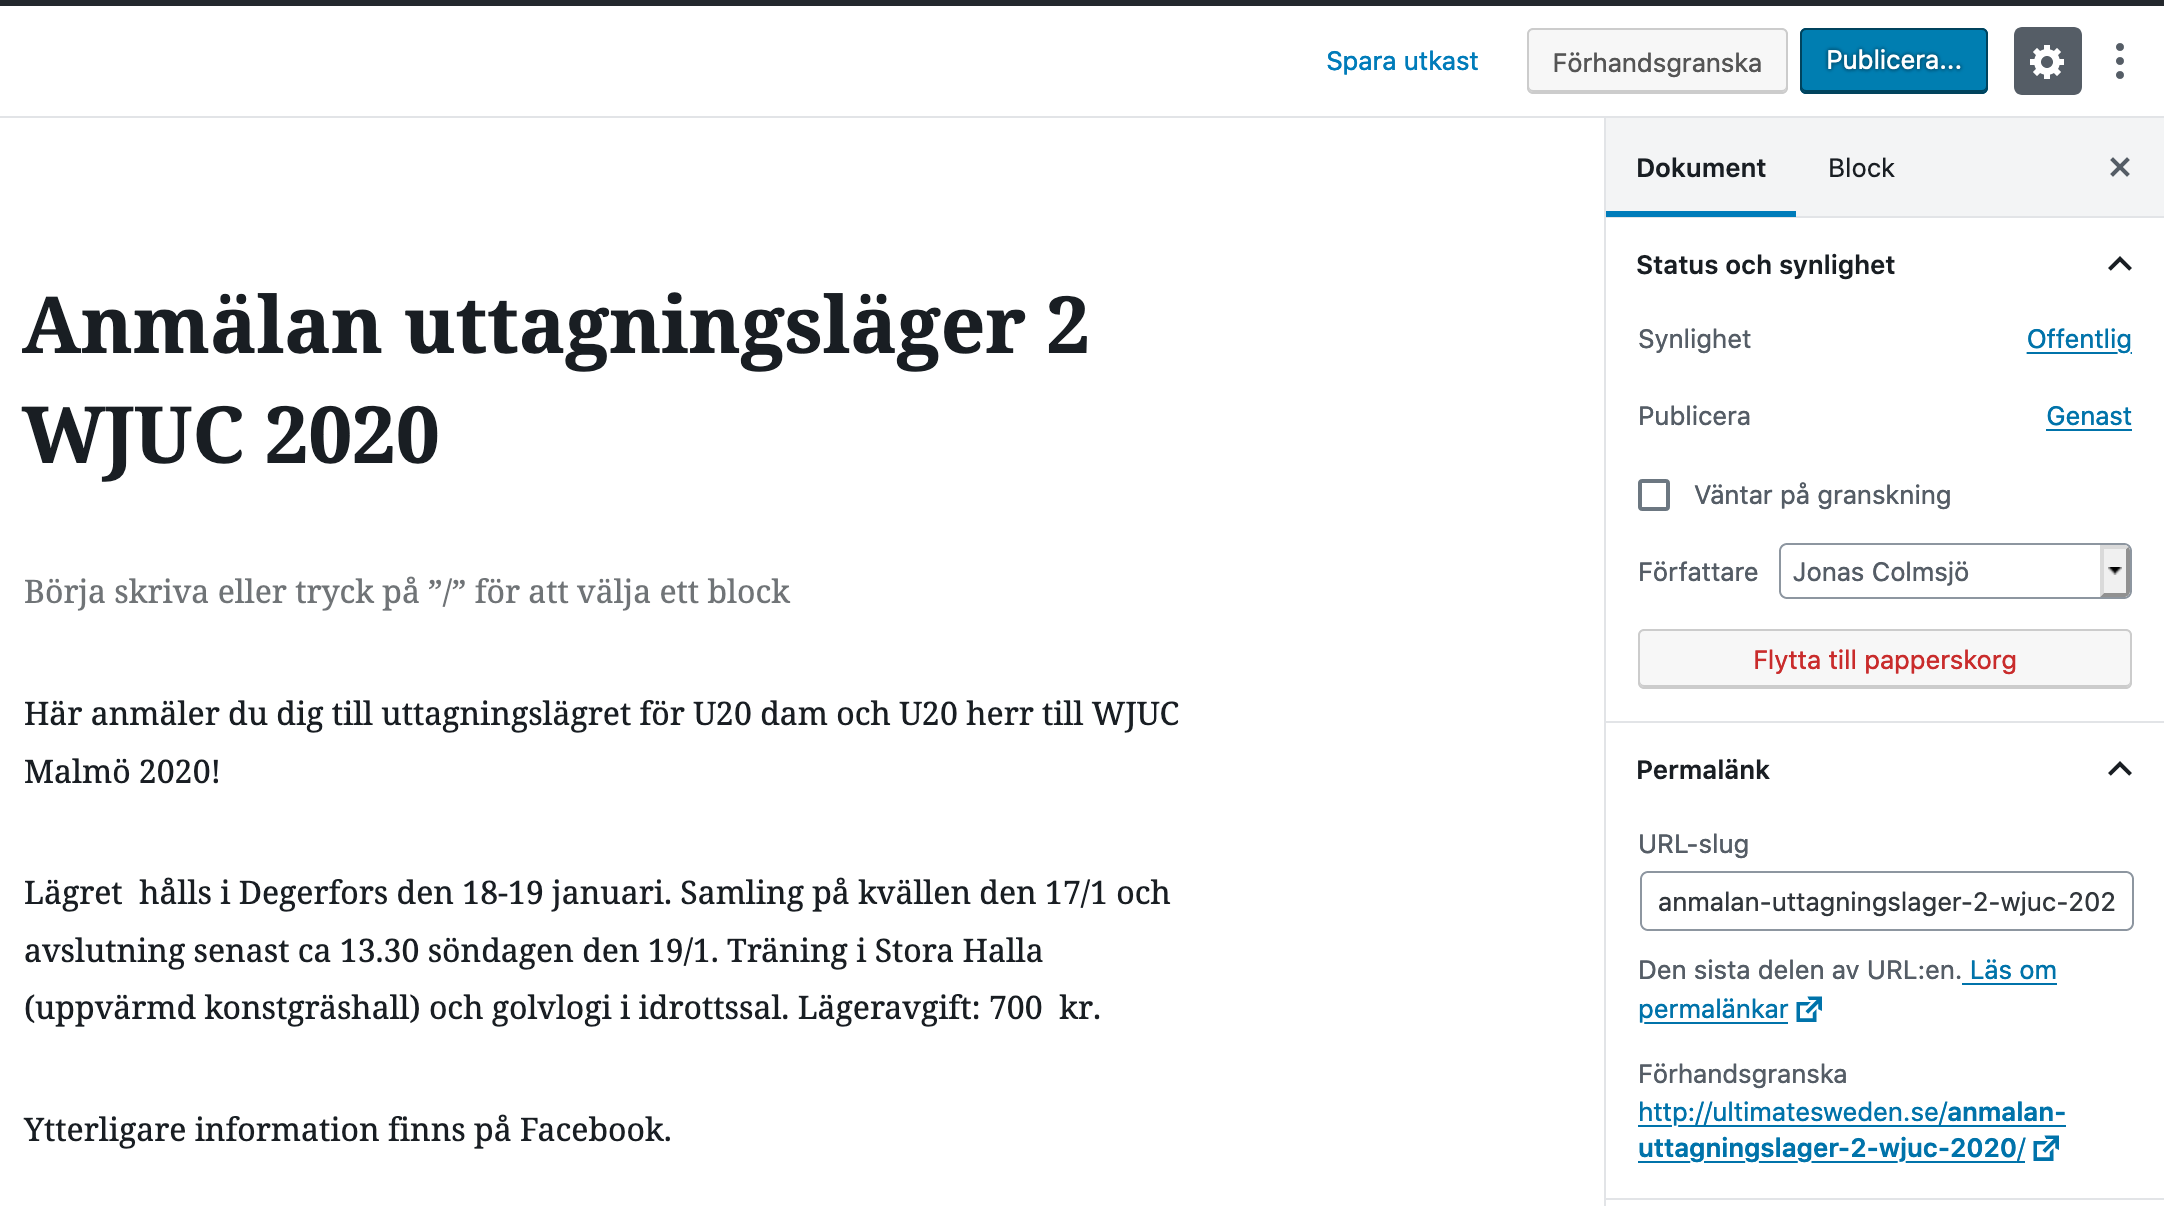 Spara utkast
Förhandsgranska
Publicera...
Anmälan uttagningsläger 2
WJUC 2020
Börja skriva eller tryck på ”/” för att välja ett block
Här anmäler du dig till uttagningslägret för U20 dam och U20 herr till WJUC
Malmö 2020!
Lägret  hålls i Degerfors den 18-19 januari. Samling på kvällen den 17/1 och
avslutning senast ca 13.30 söndagen den 19/1. Träning i Stora Halla
(uppvärmd konstgräshall) och golvlogi i idrottssal. Lägeravgift: 700  kr.
Ytterligare information finns på Facebook.
Dokument
Block
Status och synlighet
Synlighet
Offentlig
Publicera
Genast
Väntar på granskning
Författare
Jonas Colmsjö
Flytta till papperskorg
Permalänk
URL-slug
anmalan-uttagningslager-2-wjuc-202
Den sista delen av URL:en. Läs om
permalänkar
Förhandsgranska
http://ultimatesweden.se/anmalan-
uttagningslager-2-wjuc-2020/